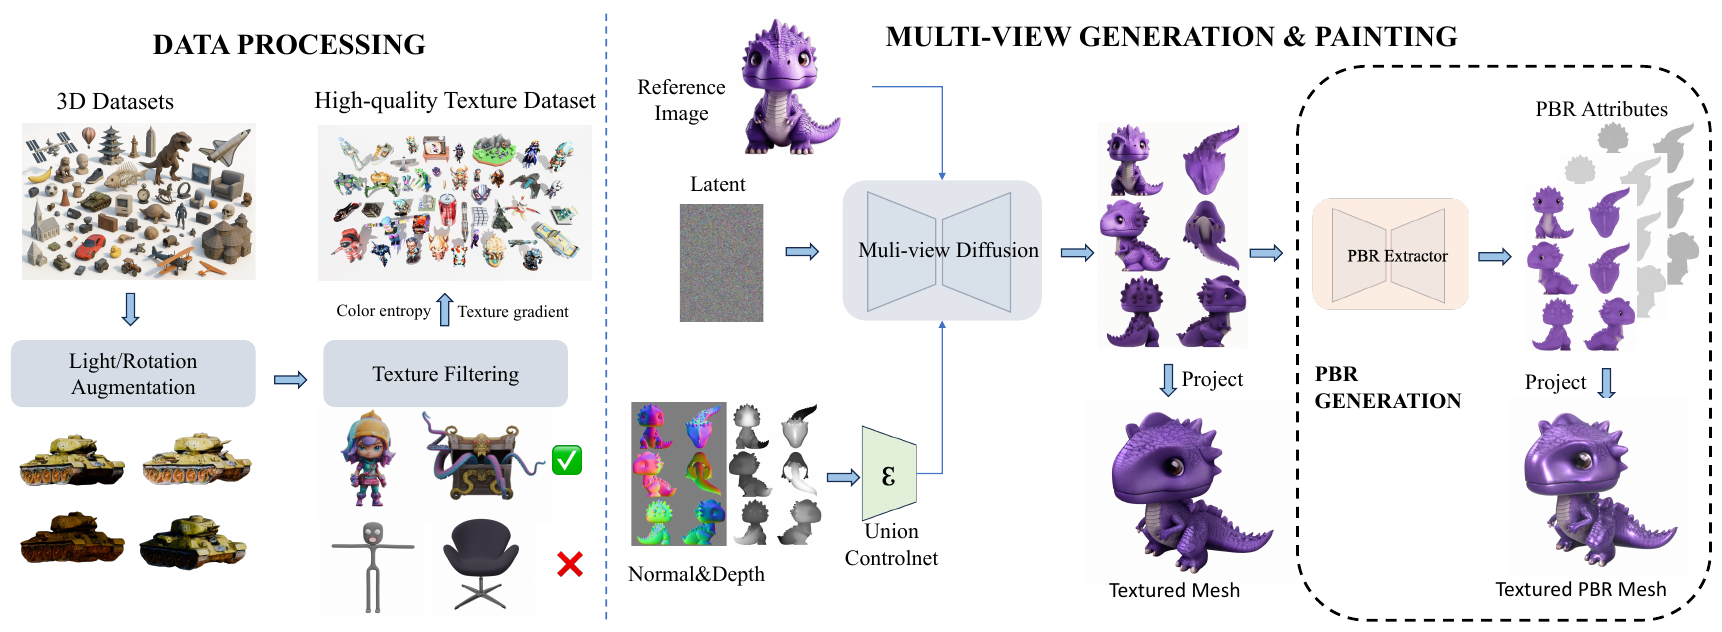 DATA PROCESSING
3D Datasets
High-quality Texture Dataset
Color entropy
Texture gradient
Light/Rotation
Augmentation
Texture Filtering
MULTI-VIEW GENERATION & PAINTING
Reference
Image
Latent
Muli-view Diffusion
Normal&Depth
ε
Union
Controlnet
Project
Textured Mesh
PBR Attributes
PBR Extractor
PBR
GENERATION
Project
Textured PBR Mesh